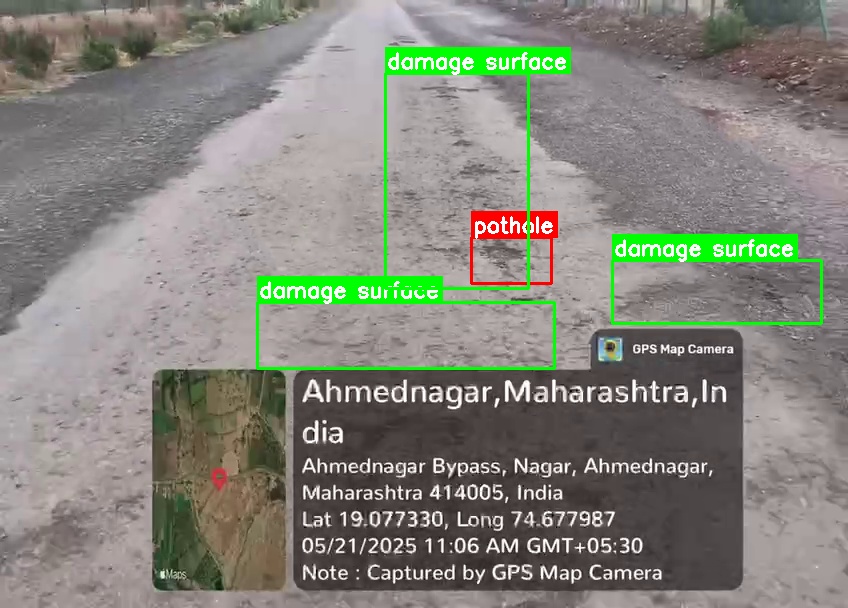 damage surface
pothole
damage surface
damage surface
GPS Map Camera
Ahmednagar,Maharashtra,In
dia
Ahmednagar Bypass, Nagar, Ahmednagar,
Maharashtra 414005, India
Lat 19.077330, Long 74.677987
05/21/2025 11:06 AM GMT+05:30
Note : Captured by GPS Map Camera
Maps